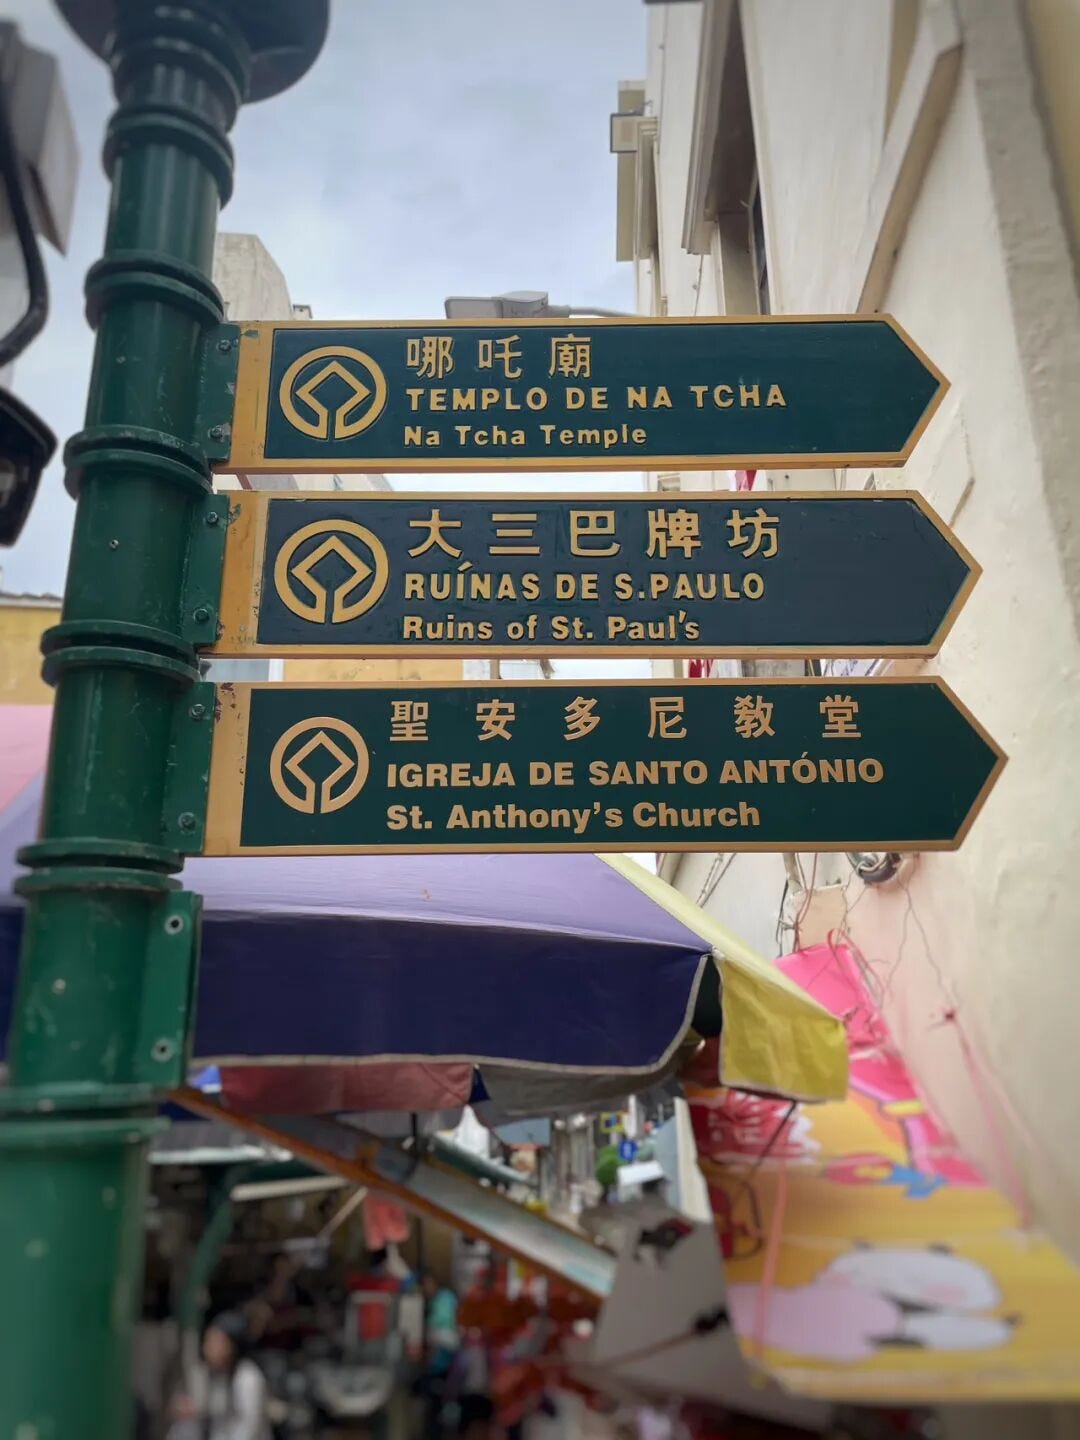 哪吒廟
TEMPLO DE NA TCHA
Na Tcha Temple
大三巴牌坊
RUÍNAS DE S.PAULO
Ruins of St. Paul's
聖安多尼教堂
IGREJA DE SANTO ANTÓNIO
St. Anthony's Church